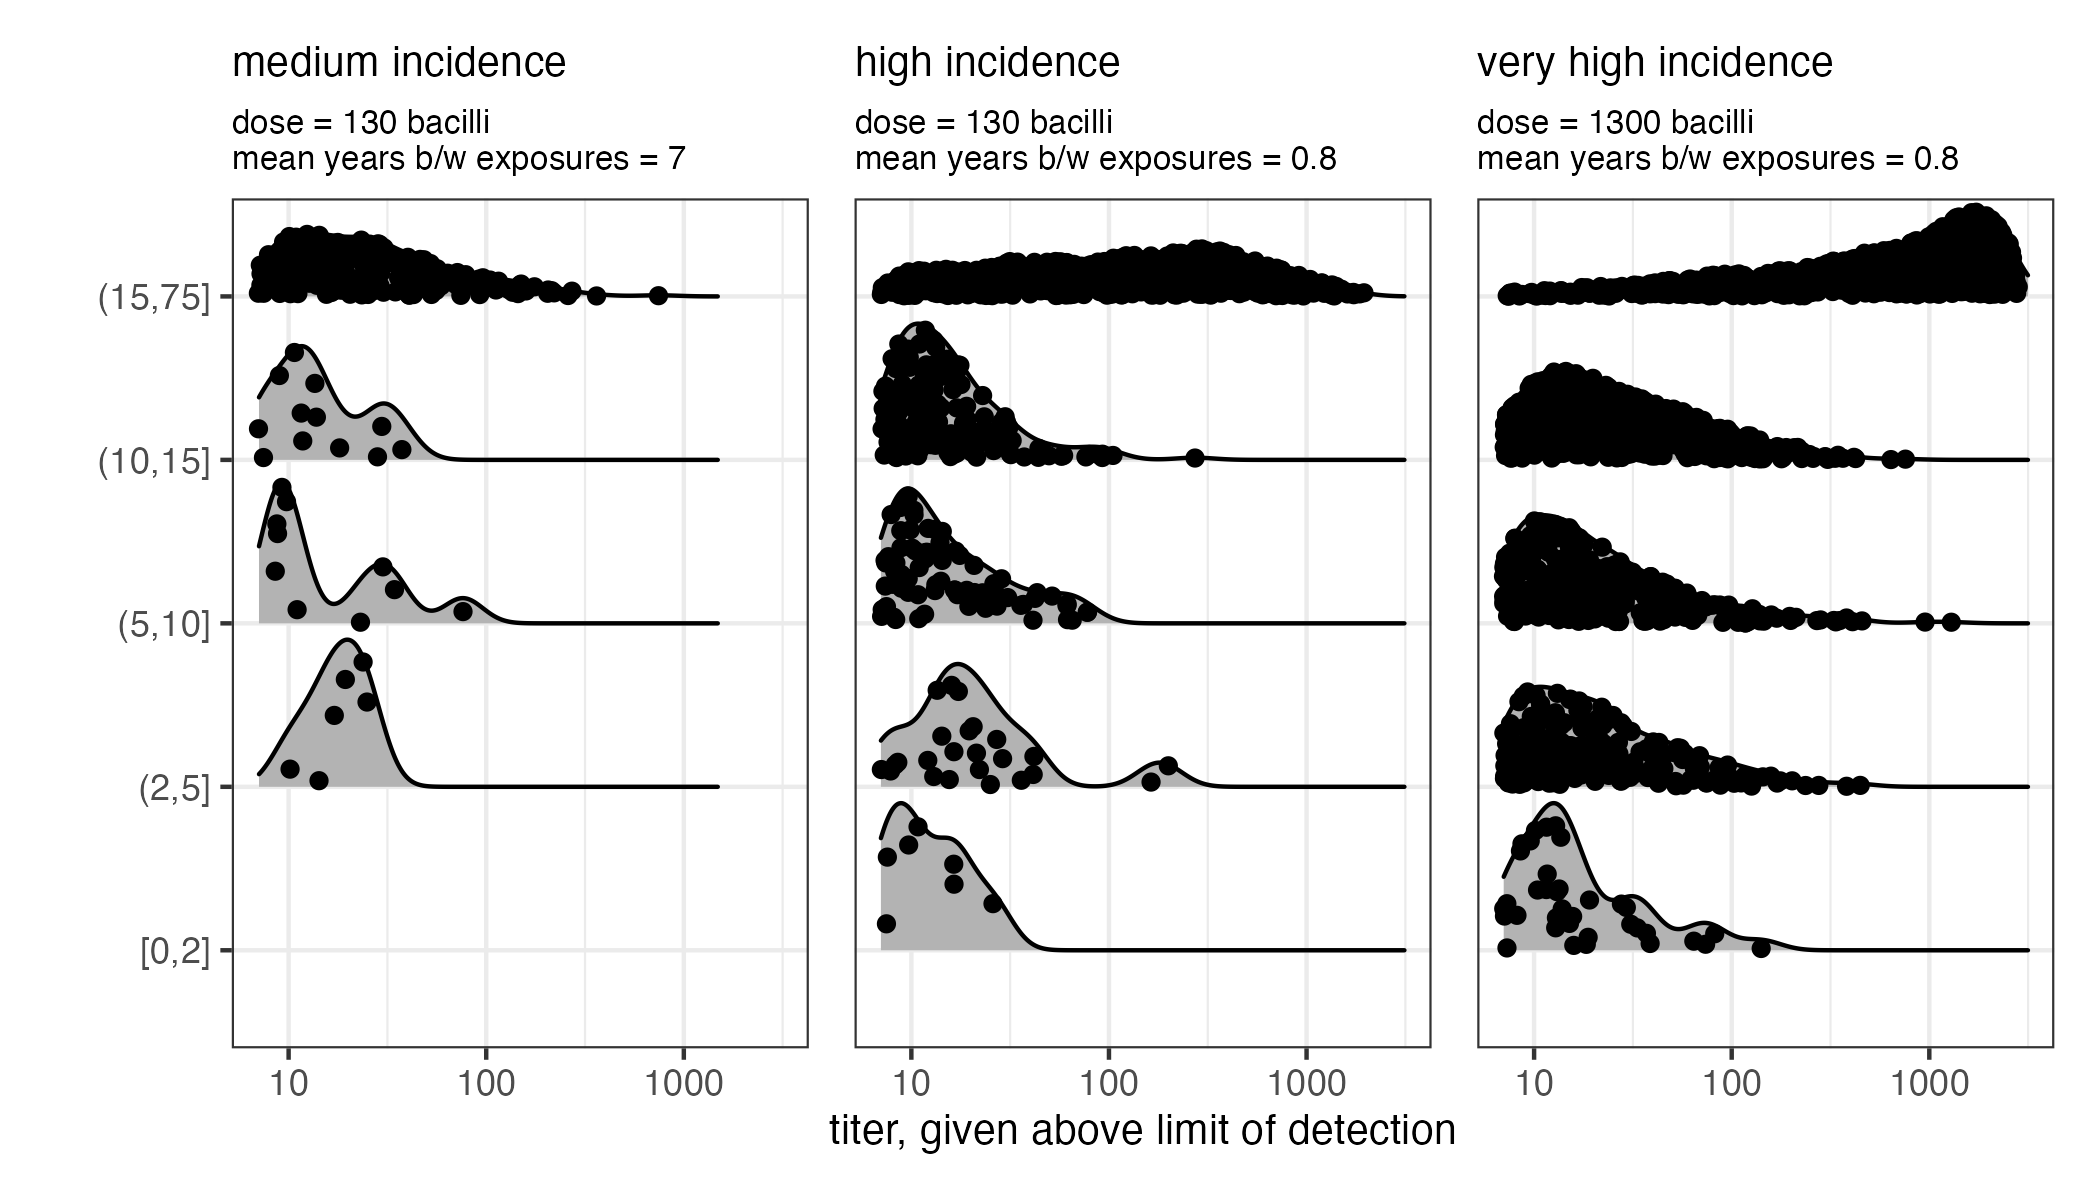 medium incidence
dose = 130 bacilli
mean years b/w exposures = 7
high incidence
dose = 130 bacilli
mean years b/w exposures = 0.8
very high incidence
dose = 1300 bacilli
mean years b/w exposures = 0.8
(15,75]
(10,15]
(5,10]
(2,5]
[0,2]
10 100 1000
10 100 1000
10 100 1000
titer, given above limit of detection